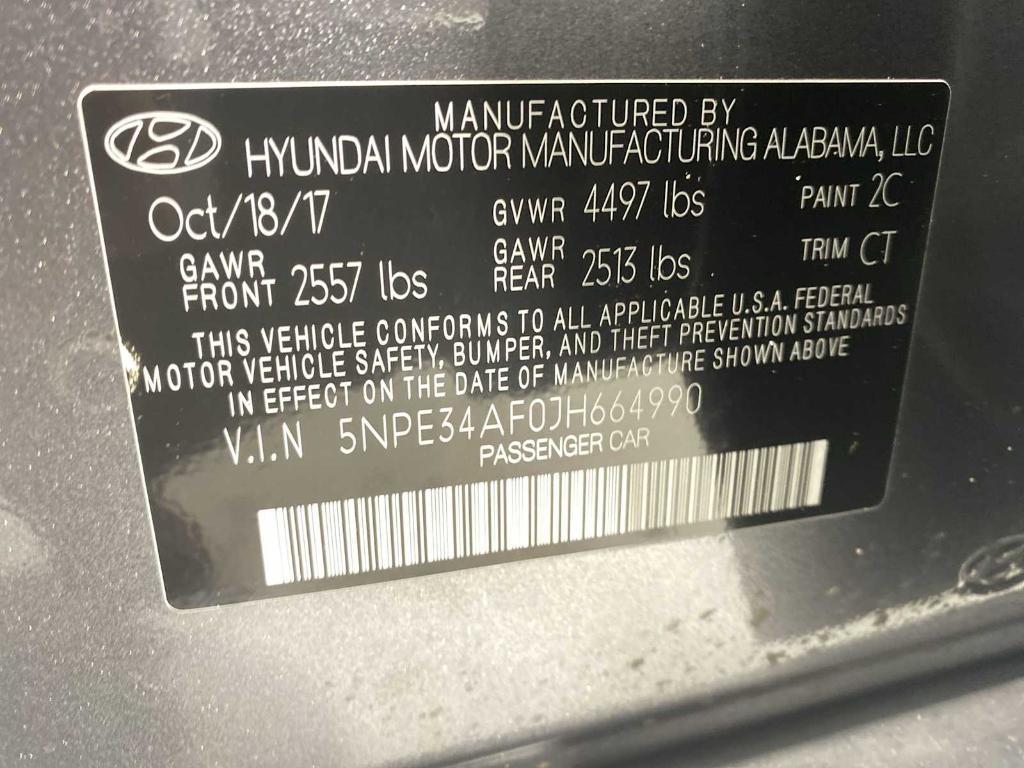 MANUFACTURED BY
HYUNDAI MOTOR MANUFACTURING ALABAMA, LLC
Oct/18/17 GVWR 4497 lbs PAINT 2C
GAWR FRONT 2557 lbs GAWR REAR 2513 lbs TRIM CT
THIS VEHICLE CONFORMS TO ALL APPLICABLE U.S.A. FEDERAL
MOTOR VEHICLE SAFETY, BUMPER, AND THEFT PREVENTION STANDARDS
IN EFFECT ON THE DATE OF MANUFACTURE SHOWN ABOVE
V.I.N 5NPE34AF0JH664990
PASSENGER CAR